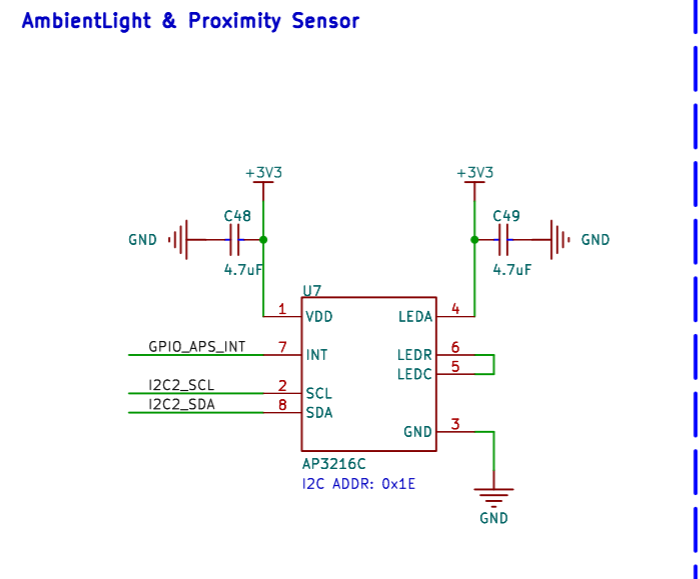 AmbientLight & Proximity Sensor
+3V3
+3V3
C48
C49
GND
GND
4.7uF
4.7uF
U7
1
VDD
LEDA
4
GPIO_APS_INT
7
INT
LEDR
6
LEDC
5
I2C2_SCL
2
SCL
I2C2_SDA
8
SDA
GND
3
AP3216C
I2C ADDR: 0x1E
GND